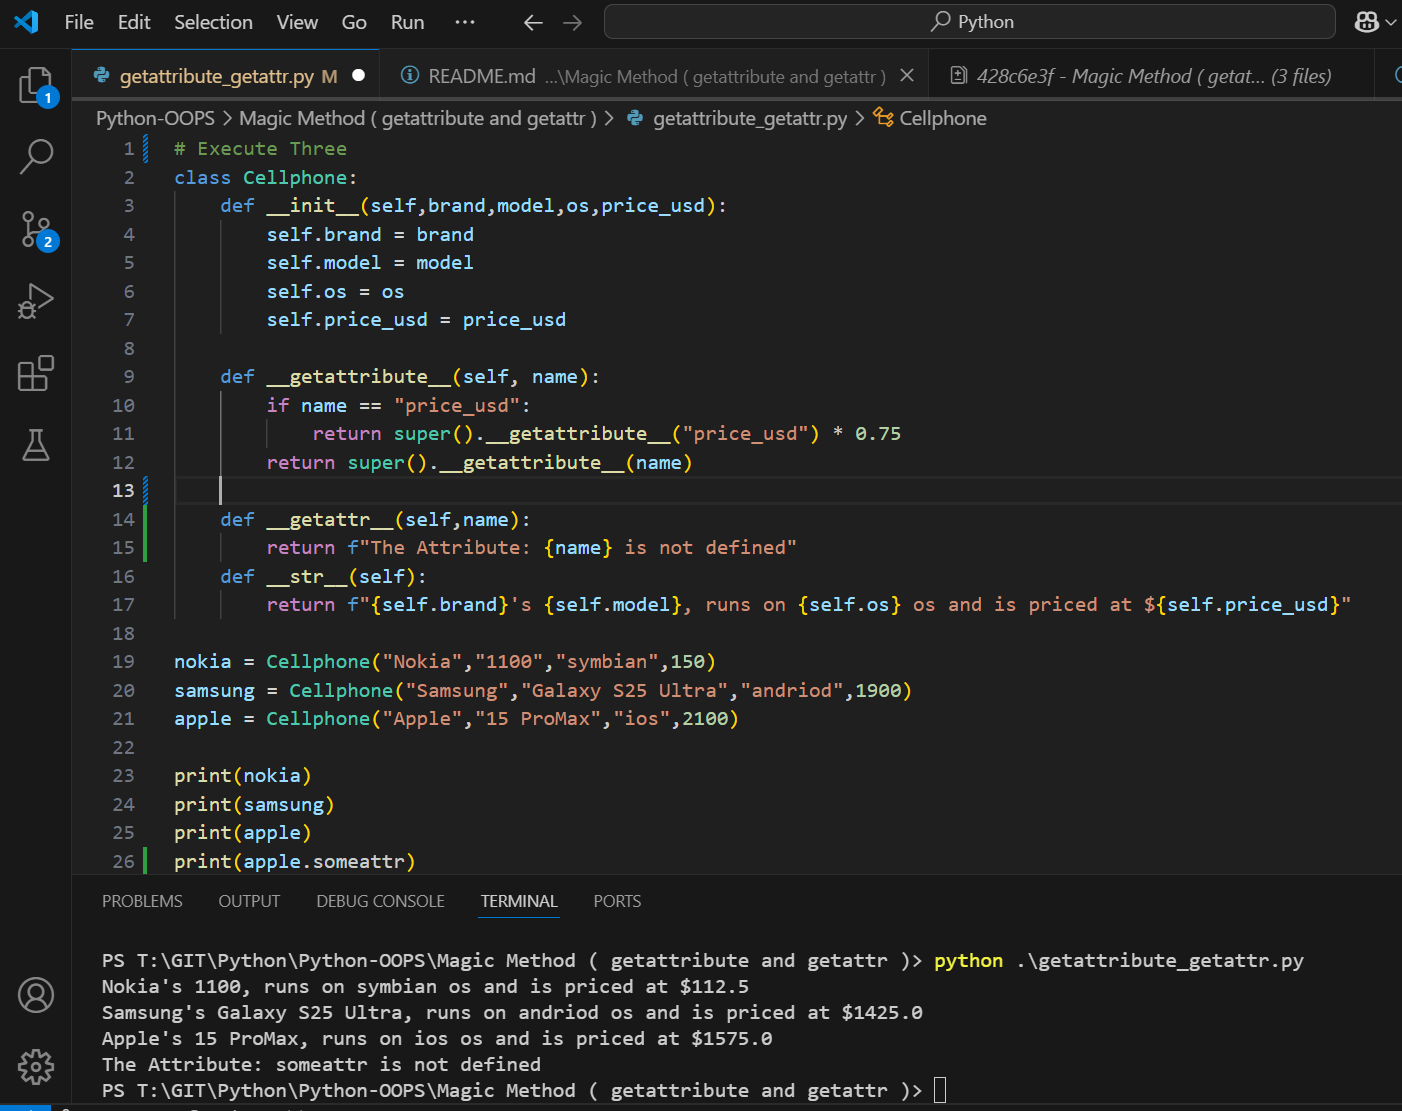 File Edit Selection View Go Run ··· ← → Python
getattribute_getattr.py M ● README.md ...\Magic Method ( getattribute and getattr ) × 428c6e3f - Magic Method ( getat... (3 files)
Python-OOPS > Magic Method ( getattribute and getattr ) > getattribute_getattr.py > Cellphone
1
2
1 # Execute Three
2 class Cellphone:
3     def __init__(self,brand,model,os,price_usd):
4         self.brand = brand
5         self.model = model
6         self.os = os
7         self.price_usd = price_usd
8
9     def __getattribute__(self, name):
10         if name == "price_usd":
11             return super().__getattribute__("price_usd") * 0.75
12         return super().__getattribute__(name)
13
14     def __getattr__(self,name):
15         return f"The Attribute: {name} is not defined"
16     def __str__(self):
17         return f"{self.brand}'s {self.model}, runs on {self.os} os and is priced at ${self.price_usd}"
18
19 nokia = Cellphone("Nokia","1100","symbian",150)
20 samsung = Cellphone("Samsung","Galaxy S25 Ultra","andriod",1900)
21 apple = Cellphone("Apple","15 ProMax","ios",2100)
22
23 print(nokia)
24 print(samsung)
25 print(apple)
26 print(apple.someattr)
PROBLEMS OUTPUT DEBUG CONSOLE TERMINAL PORTS
PS T:\GIT\Python\Python-OOPS\Magic Method ( getattribute and getattr )> python .\getattribute_getattr.py
Nokia's 1100, runs on symbian os and is priced at $112.5
Samsung's Galaxy S25 Ultra, runs on andriod os and is priced at $1425.0
Apple's 15 ProMax, runs on ios os and is priced at $1575.0
The Attribute: someattr is not defined
PS T:\GIT\Python\Python-OOPS\Magic Method ( getattribute and getattr )>